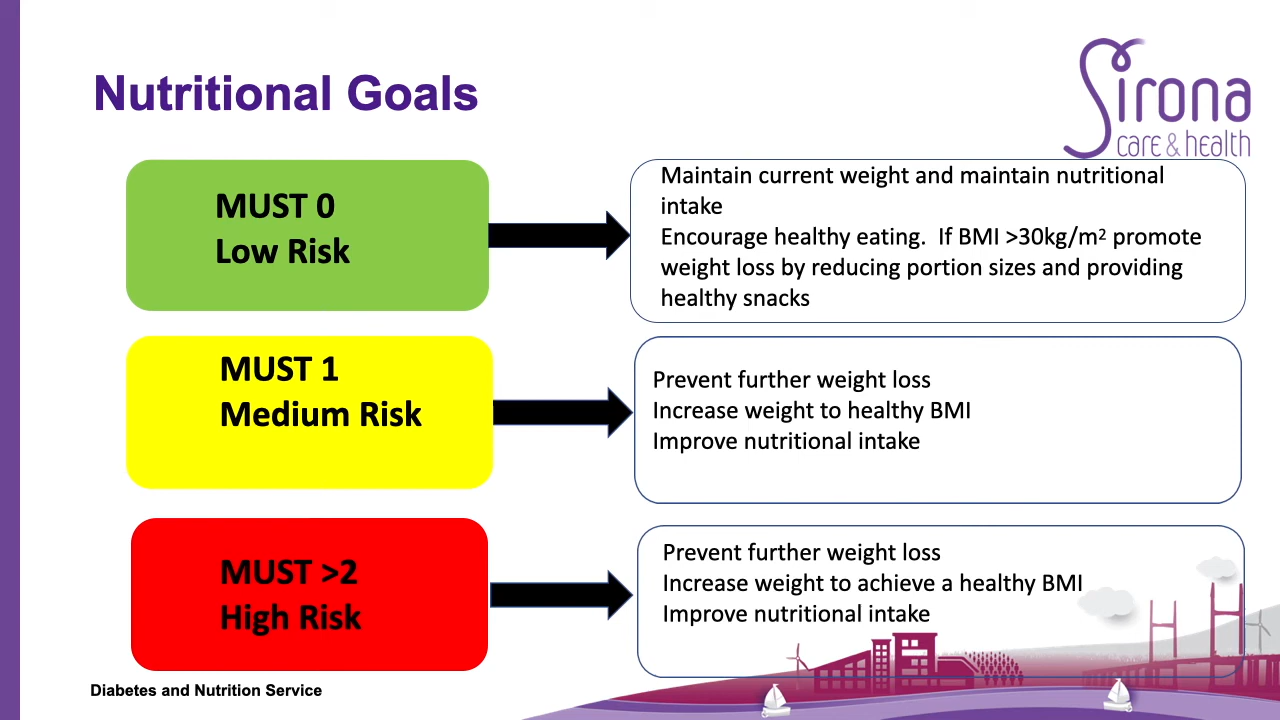 Sirona
care & health
Nutritional Goals
MUST 0
Low Risk
Maintain current weight and maintain nutritional
intake
Encourage healthy eating.  If BMI >30kg/m² promote
weight loss by reducing portion sizes and providing
healthy snacks
MUST 1
Medium Risk
Prevent further weight loss
Increase weight to healthy BMI
Improve nutritional intake
MUST >2
High Risk
Prevent further weight loss
Increase weight to achieve a healthy BMI
Improve nutritional intake
Diabetes and Nutrition Service